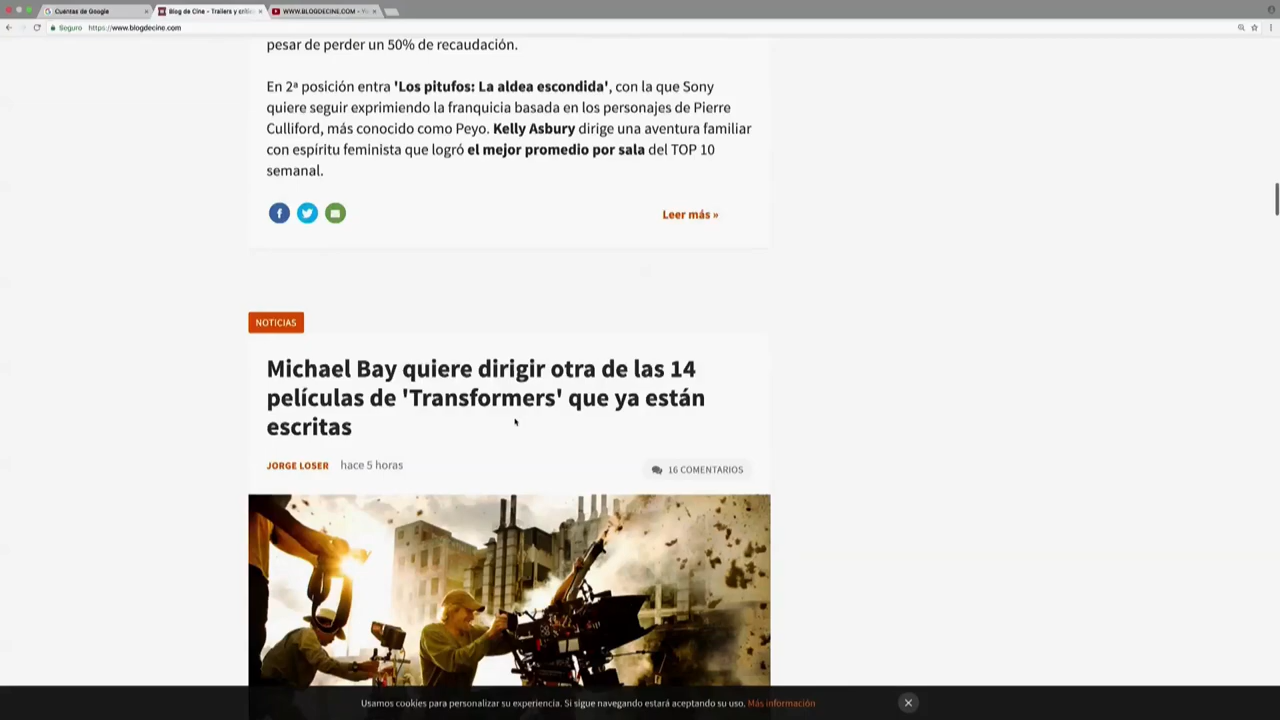 Cuentas de Google
Blog de Cine - Trailers y críti
WWW.BLOGDECINE.COM -
Seguro
https://www.blogdecine.com
pesar de perder un 50% de recaudación.
En 2ª posición entra 'Los pitufos: La aldea escondida', con la que Sony
quiere seguir exprimiendo la franquicia basada en los personajes de Pierre
Culliford, más conocido como Peyo. Kelly Asbury dirige una aventura familiar
con espíritu feminista que logró el mejor promedio por sala del TOP 10
semanal.
Leer más »
NOTICIAS
Michael Bay quiere dirigir otra de las 14
películas de 'Transformers' que ya están
escritas
JORGE LOSER hace 5 horas
16 COMENTARIOS
Usamos cookies para personalizar su experiencia. Si sigue navegando estará aceptando su uso. Más información